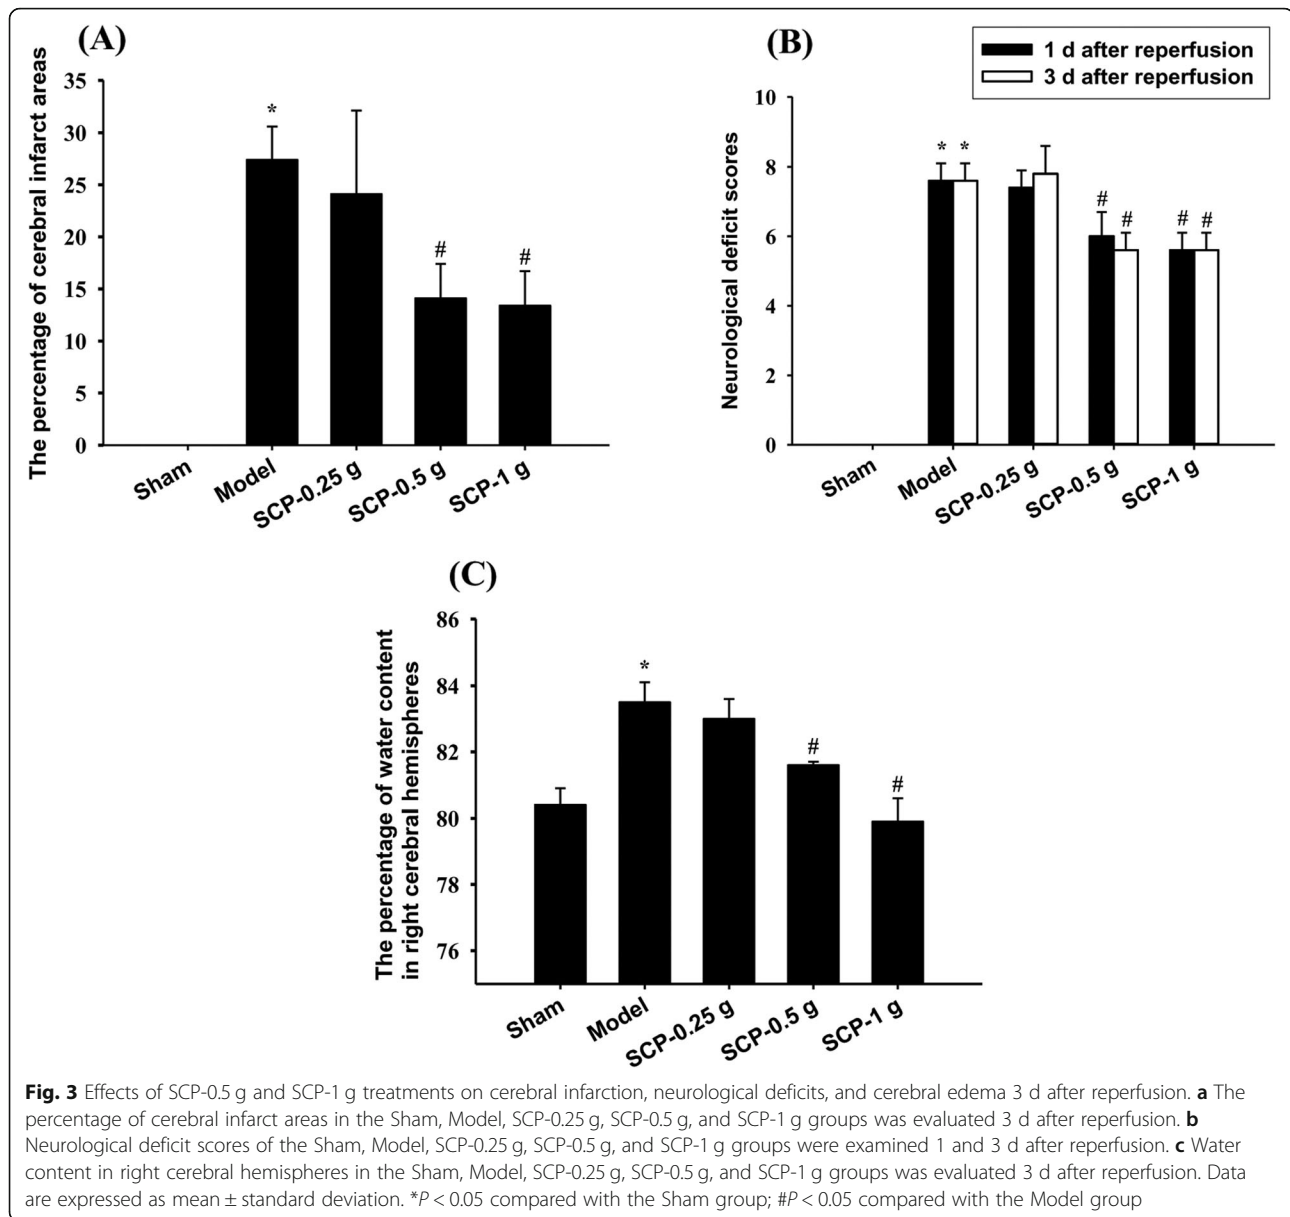 (A)
The percentage of cerebral infarct areas
35
30
25
20
15
10
5
0
*
#
#
Sham
Model
SCP-0.25 g
SCP-0.5 g
SCP-1 g
(B)
1 d after reperfusion
3 d after reperfusion
Neurological deficit scores
10
8
6
4
2
0
* *
#
#
# #
Sham
Model
SCP-0.25 g
SCP-0.5 g
SCP-1 g
(C)
The percentage of water content
in right cerebral hemispheres
86
84
82
80
78
76
*
#
#
Sham
Model
SCP-0.25 g
SCP-0.5 g
SCP-1 g
Fig. 3 Effects of SCP-0.5 g and SCP-1 g treatments on cerebral infarction, neurological deficits, and cerebral edema 3 d after reperfusion. a The
percentage of cerebral infarct areas in the Sham, Model, SCP-0.25 g, SCP-0.5 g, and SCP-1 g groups was evaluated 3 d after reperfusion. b
Neurological deficit scores of the Sham, Model, SCP-0.25 g, SCP-0.5 g, and SCP-1 g groups were examined 1 and 3 d after reperfusion. c Water
content in right cerebral hemispheres in the Sham, Model, SCP-0.25 g, SCP-0.5 g, and SCP-1 g groups was evaluated 3 d after reperfusion. Data
are expressed as mean ± standard deviation. *P < 0.05 compared with the Sham group; #P < 0.05 compared with the Model group